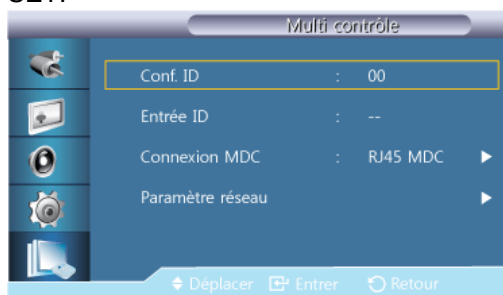 Multi contrôle
Conf. ID : 00
Entrée ID : --
Connexion MDC : RJ45 MDC
Paramètre réseau
Déplacer Entrer Retour